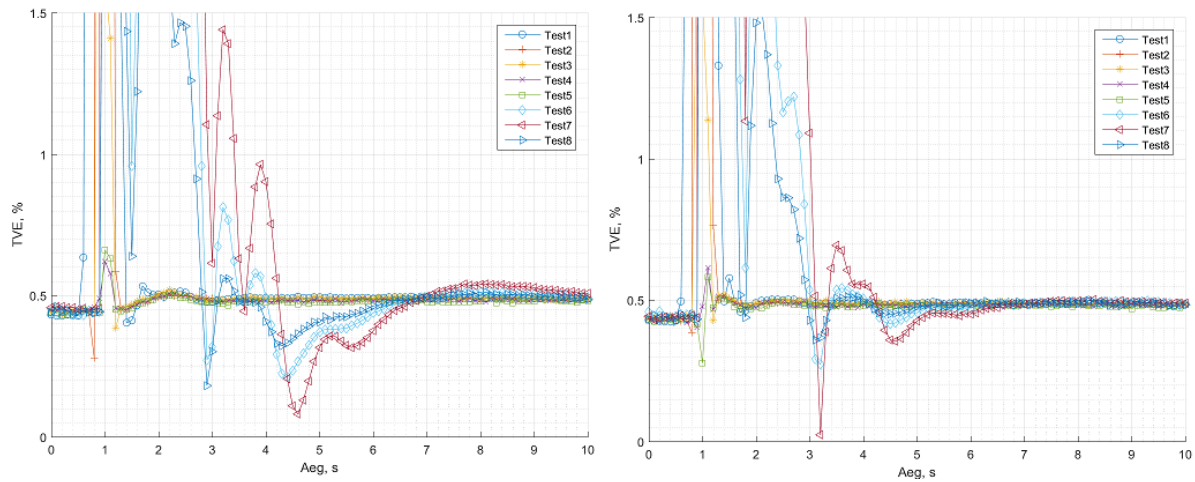 1.5
1
0.5
0
TVE, %
0 1 2 3 4 5 6 7 8 9 10
Aeg, s
Test1
Test2
Test3
Test4
Test5
Test6
Test7
Test8
1.5
1
0.5
0
TVE, %
0 1 2 3 4 5 6 7 8 9 10
Aeg, s
Test1
Test2
Test3
Test4
Test5
Test6
Test7
Test8